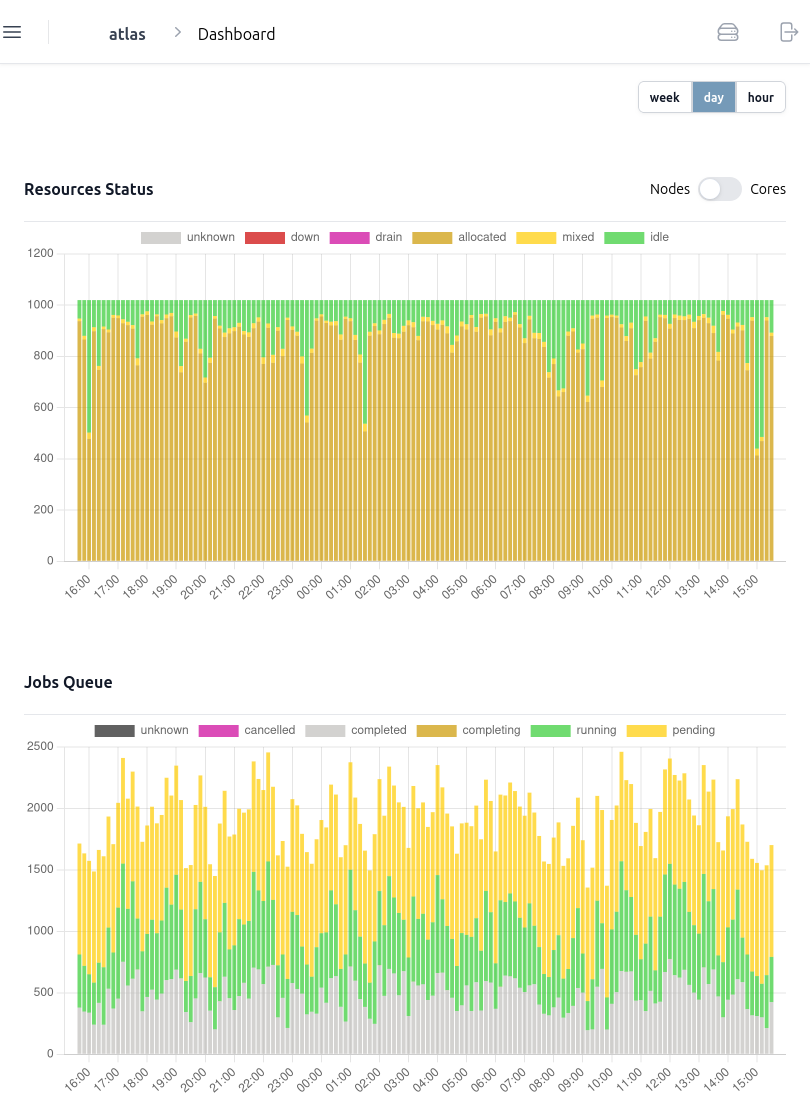 atlas > Dashboard
week day hour
Resources Status Nodes Cores
unknown down drain allocated mixed idle
1200
1000
800
600
400
200
0
16:00 17:00 18:00 19:00 20:00 21:00 22:00 23:00 00:00 01:00 02:00 03:00 04:00 05:00 06:00 07:00 08:00 09:00 10:00 11:00 12:00 13:00 14:00 15:00
Jobs Queue
unknown cancelled completed completing running pending
2500
2000
1500
1000
500
0
16:00 17:00 18:00 19:00 20:00 21:00 22:00 23:00 00:00 01:00 02:00 03:00 04:00 05:00 06:00 07:00 08:00 09:00 10:00 11:00 12:00 13:00 14:00 15:00